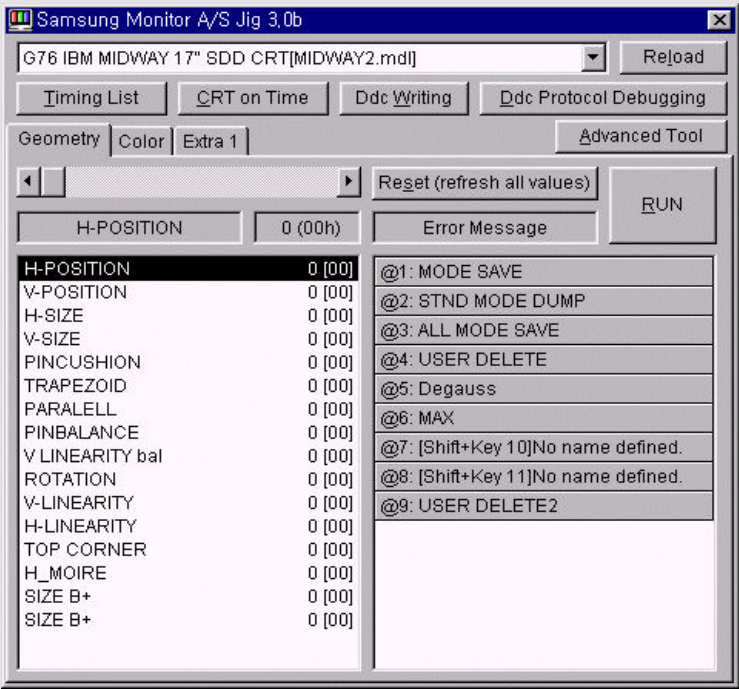 Samsung Monitor A/S Jig 3,0b
G76 IBM MIDWAY 17" SDD CRT[MIDWAY2.mdl]
Reload
Timing List
CRT on Time
Ddc Writing
Ddc Protocol Debugging
Geometry
Color
Extra 1
Advanced Tool
Reset (refresh all values)
RUN
H-POSITION
0 (00h)
Error Message
H-POSITION 0 [00]
V-POSITION 0 [00]
H-SIZE 0 [00]
V-SIZE 0 [00]
PINCUSHION 0 [00]
TRAPEZOID 0 [00]
PARALELL 0 [00]
PINBALANCE 0 [00]
V LINEARITY bal 0 [00]
ROTATION 0 [00]
V-LINEARITY 0 [00]
H-LINEARITY 0 [00]
TOP CORNER 0 [00]
H_MOIRE 0 [00]
SIZE B+ 0 [00]
SIZE B+ 0 [00]
@1: MODE SAVE
@2: STND MODE DUMP
@3: ALL MODE SAVE
@4: USER DELETE
@5: Degauss
@6: MAX
@7: [Shift+Key 10]No name defined.
@8: [Shift+Key 11]No name defined.
@9: USER DELETE2